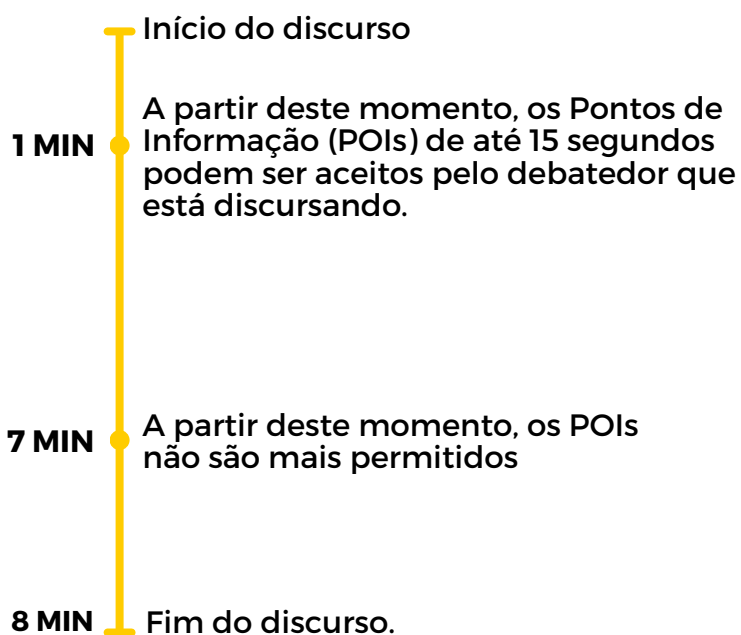 Início do discurso
A partir deste momento, os Pontos de
1 MIN Informação (POIs) de até 15 segundos
podem ser aceitos pelo debatedor que
está discursando.
A partir deste momento, os POIs
7 MIN não são mais permitidos
8 MIN Fim do discurso.